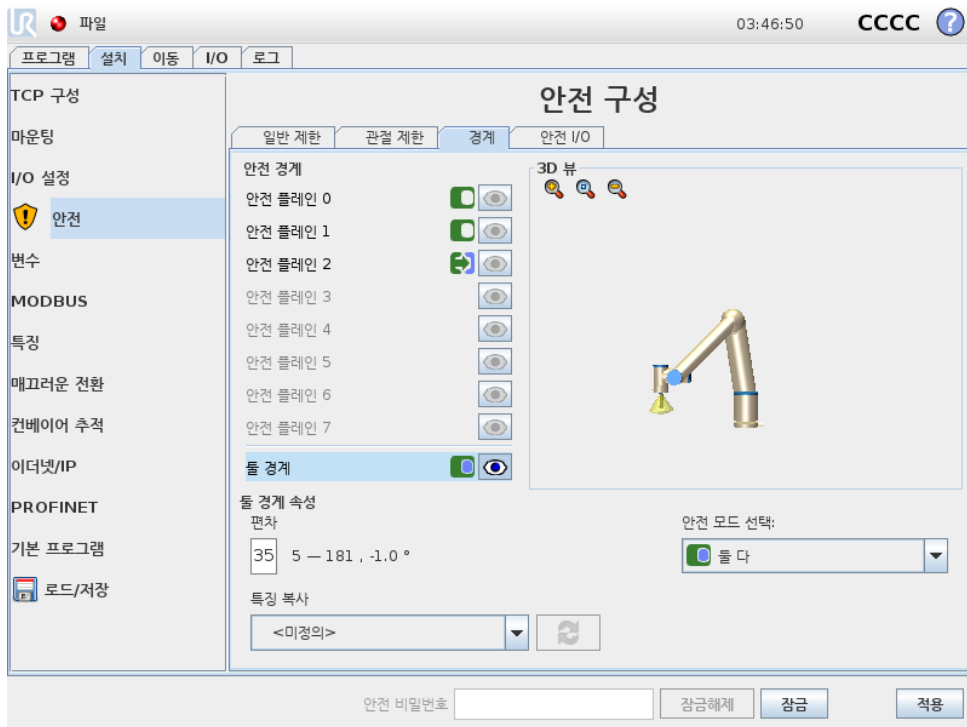 UR 파일 03:46:50 CCCC ?
프로그램 설치 이동 I/O 로그
TCP 구성
마운팅
I/O 설정
안전
변수
MODBUS
특징
매끄러운 전환
컨베이어 추적
이더넷/IP
PROFINET
기본 프로그램
로드/저장
안전 구성
일반 제한 관절 제한 경계 안전 I/O
안전 경계
안전 플레인 0
안전 플레인 1
안전 플레인 2
안전 플레인 3
안전 플레인 4
안전 플레인 5
안전 플레인 6
안전 플레인 7
툴 경계
3D 뷰
툴 경계 속성
편차
35 5 — 181 , -1.0 °
특징 복사
<미정의>
안전 모드 선택:
둘 다
안전 비밀번호 잠금해제 잠금 적용